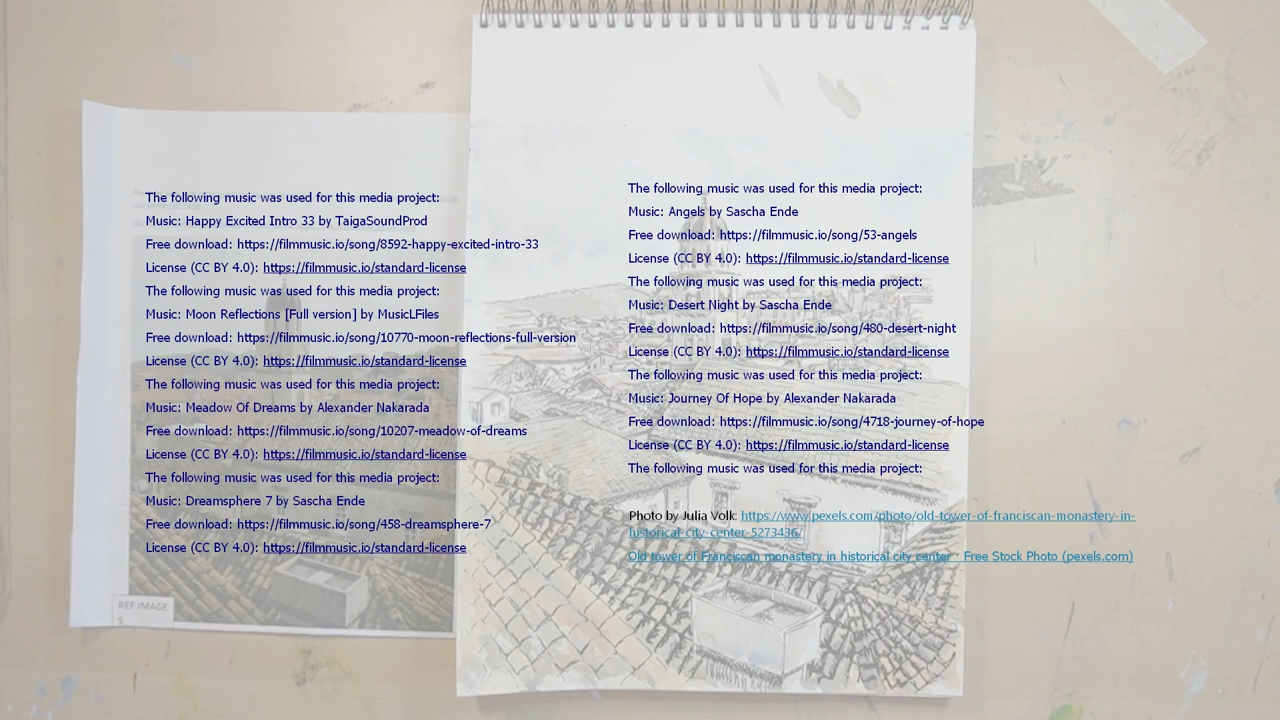 The following music was used for this media project:
Music: Happy Excited Intro 33 by TaigaSoundProd
Free download: https://filmmusic.io/song/8592-happy-excited-intro-33
License (CC BY 4.0): https://filmmusic.io/standard-license
The following music was used for this media project:
Music: Moon Reflections [Full version] by MusicLFiles
Free download: https://filmmusic.io/song/10770-moon-reflections-full-version
License (CC BY 4.0): https://filmmusic.io/standard-license
The following music was used for this media project:
Music: Meadow Of Dreams by Alexander Nakarada
Free download: https://filmmusic.io/song/10207-meadow-of-dreams
License (CC BY 4.0): https://filmmusic.io/standard-license
The following music was used for this media project:
Music: Dreamsphere 7 by Sascha Ende
Free download: https://filmmusic.io/song/458-dreamsphere-7
License (CC BY 4.0): https://filmmusic.io/standard-license
REF IMAGE
S
The following music was used for this media project:
Music: Angels by Sascha Ende
Free download: https://filmmusic.io/song/53-angels
License (CC BY 4.0): https://filmmusic.io/standard-license
The following music was used for this media project:
Music: Desert Night by Sascha Ende
Free download: https://filmmusic.io/song/480-desert-night
License (CC BY 4.0): https://filmmusic.io/standard-license
The following music was used for this media project:
Music: Journey Of Hope by Alexander Nakarada
Free download: https://filmmusic.io/song/4718-journey-of-hope
License (CC BY 4.0): https://filmmusic.io/standard-license
The following music was used for this media project:
Photo by Julia Volk: https://www.pexels.com/photo/old-tower-of-franciscan-monastery-in-
historical-city-center-5273436/
Old tower of Franciscan monastery in historical city center · Free Stock Photo (pexels.com)